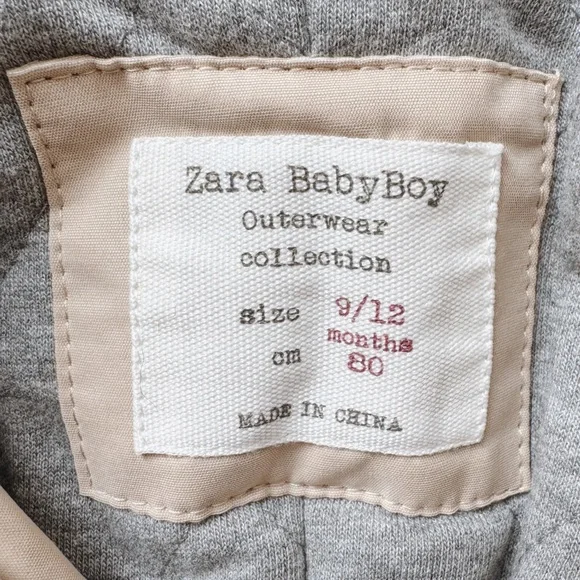 Zara BabyBoy
Outerwear
collection
size 9/12
months
cm 80
MADE IN CHINA